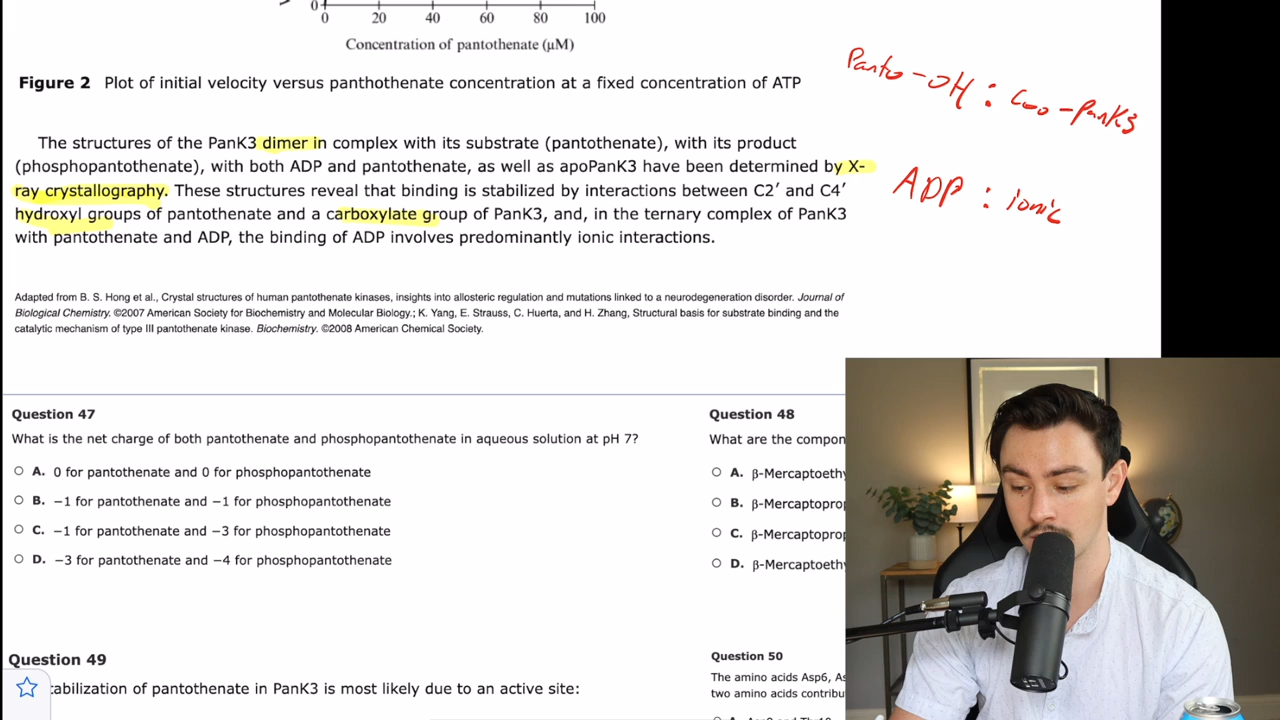 0
0 20 40 60 80 100
Concentration of pantothenate (µM)
Figure 2 Plot of initial velocity versus panthothenate concentration at a fixed concentration of ATP
Panto-OH : Coo-PanK3
The structures of the PanK3 dimer in complex with its substrate (pantothenate), with its product
(phosphopantothenate), with both ADP and pantothenate, as well as apoPanK3 have been determined by X-
ray crystallography. These structures reveal that binding is stabilized by interactions between C2′ and C4′
hydroxyl groups of pantothenate and a carboxylate group of PanK3, and, in the ternary complex of PanK3
with pantothenate and ADP, the binding of ADP involves predominantly ionic interactions.
ADP : ionic
Adapted from B. S. Hong et al., Crystal structures of human pantothenate kinases, insights into allosteric regulation and mutations linked to a neurodegeneration disorder. Journal of
Biological Chemistry. ©2007 American Society for Biochemistry and Molecular Biology.; K. Yang, E. Strauss, C. Huerta, and H. Zhang, Structural basis for substrate binding and the
catalytic mechanism of type III pantothenate kinase. Biochemistry. ©2008 American Chemical Society.
Question 47
What is the net charge of both pantothenate and phosphopantothenate in aqueous solution at pH 7?
A. 0 for pantothenate and 0 for phosphopantothenate
B. −1 for pantothenate and −1 for phosphopantothenate
C. −1 for pantothenate and −3 for phosphopantothenate
D. −3 for pantothenate and −4 for phosphopantothenate
Question 48
What are the compon
A. β-Mercaptoethy
B. β-Mercaptoprop
C. β-Mercaptoprop
D. β-Mercaptoethy
Question 49
tabilization of pantothenate in PanK3 is most likely due to an active site:
Question 50
The amino acids Asp6, As
two amino acids contribu